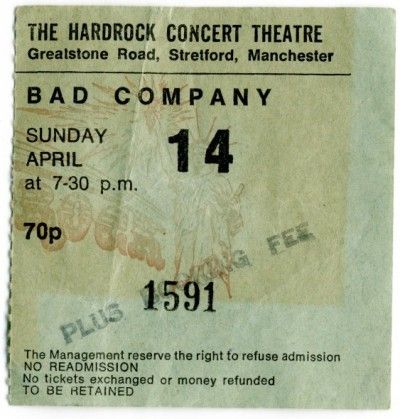 THE HARDROCK CONCERT THEATRE
Grealstone Road, Stretford, Manchester
BAD COMPANY
SUNDAY
APRIL
at 7-30 p.m.
14
70p
PLUS BOOKING FEE
1591
The Management reserve the right to refuse admission
NO READMISSION
No tickets exchanged or money refunded
TO BE RETAINED